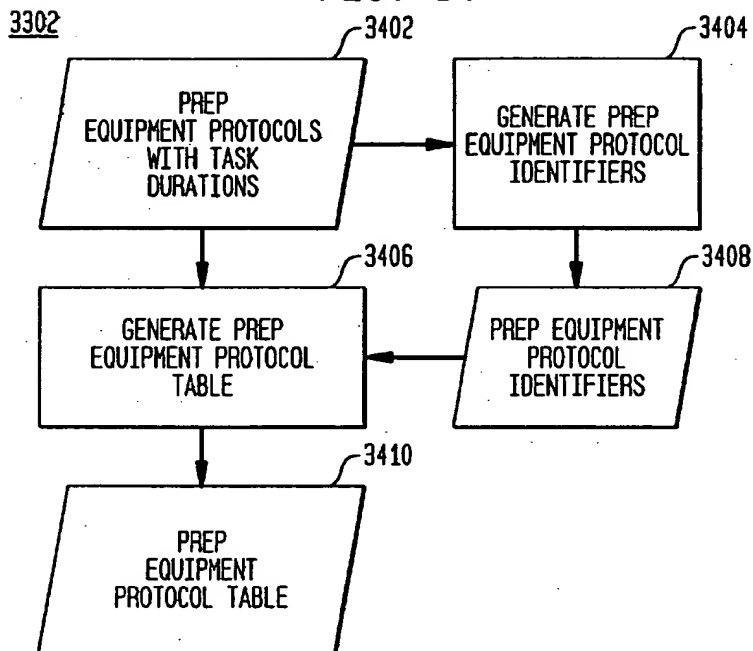 3302
3402
PREP
EQUIPMENT PROTOCOLS
WITH TASK
DURATIONS
3404
GENERATE PREP
EQUIPMENT PROTOCOL
IDENTIFIERS
3406
GENERATE PREP
EQUIPMENT PROTOCOL
TABLE
3408
PREP EQUIPMENT
PROTOCOL
IDENTIFIERS
3410
PREP
EQUIPMENT
PROTOCOL TABLE